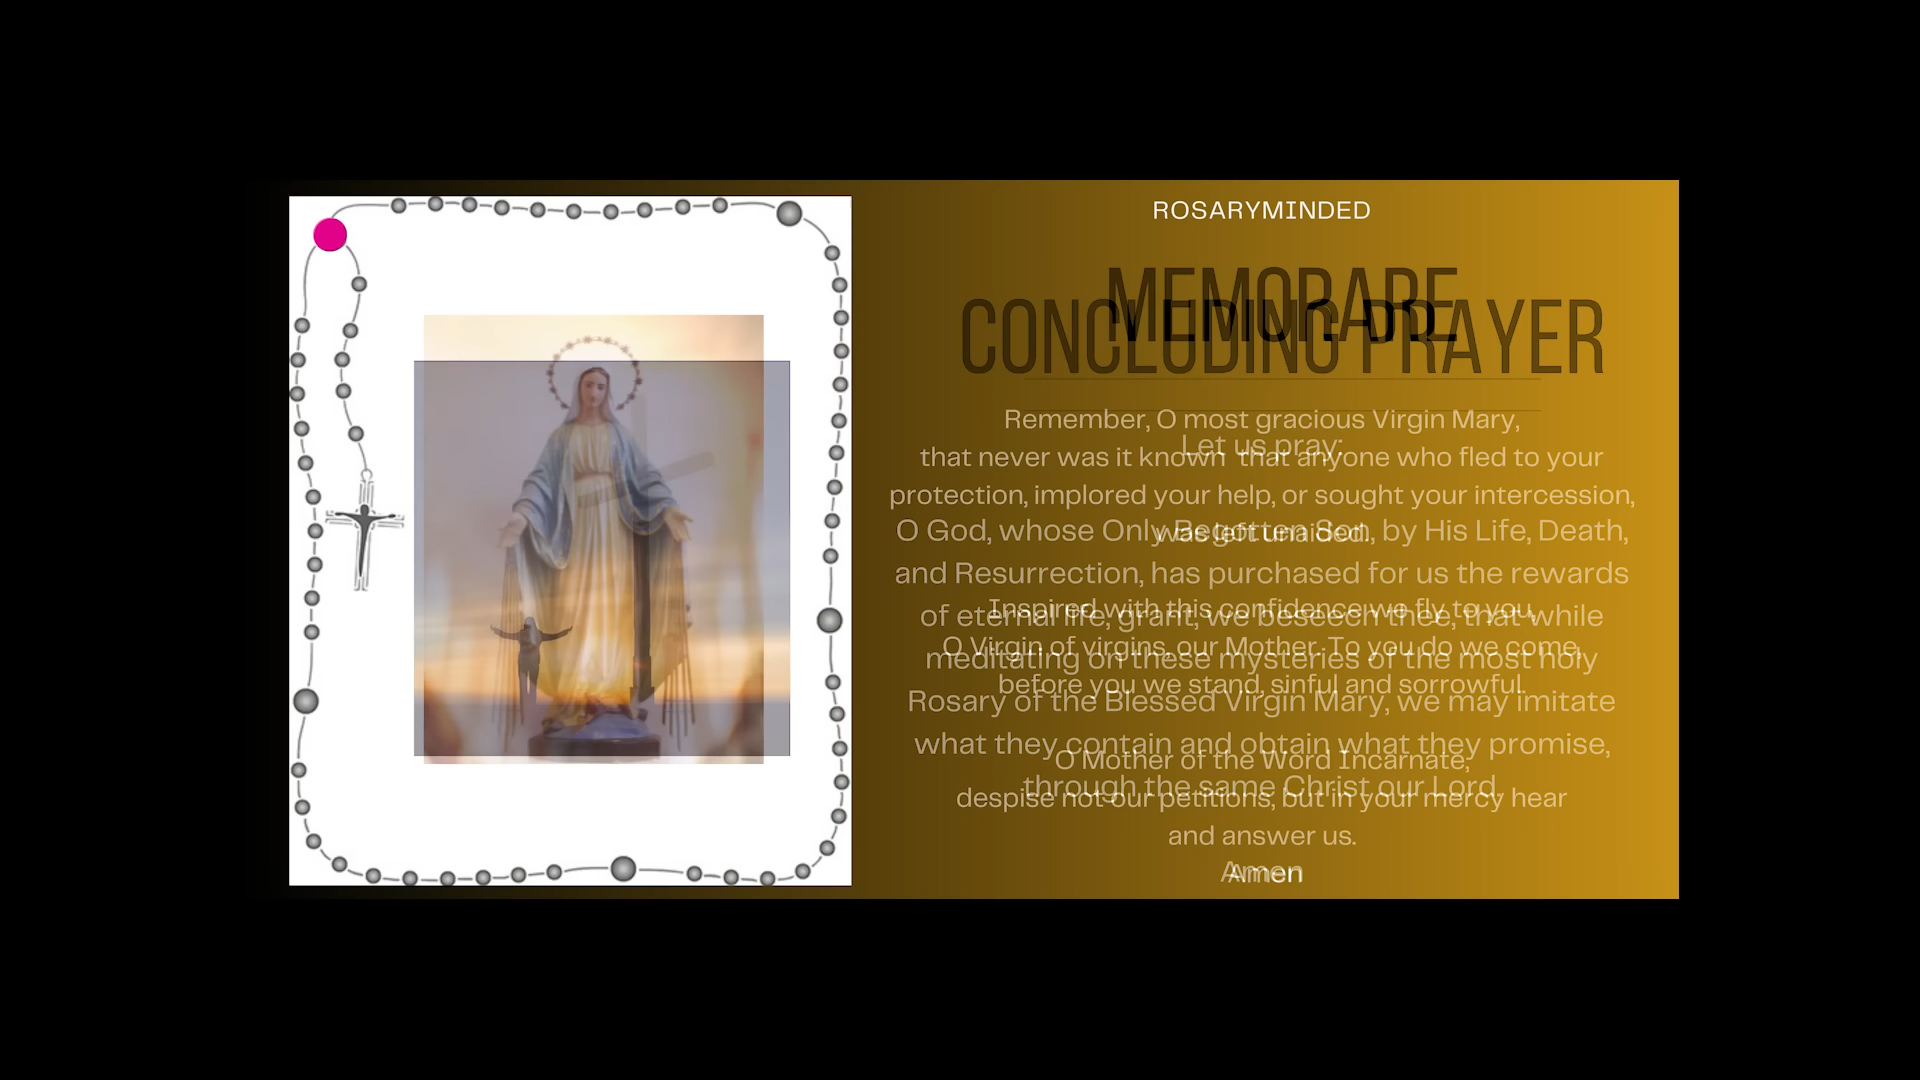 ROSARYMINDED
MEMORARE
CONCLUDING PRAYER
Remember, O most gracious Virgin Mary,
Let us pray:
that never was it known that anyone who fled to your
protection, implored your help, or sought your intercession,
O God, whose Only Begotten Son, by His Life, Death,
was left unaided.
and Resurrection, has purchased for us the rewards
Inspired with this confidence we fly to you,
of eternal life, grant, we beseech thee, that while
O Virgin of virgins, our Mother. To you do we come,
meditating on these mysteries of the most holy
before you we stand, sinful and sorrowful.
Rosary of the Blessed Virgin Mary, we may imitate
what they contain and obtain what they promise,
O Mother of the Word Incarnate,
through the same Christ our Lord.
despise not our petitions, but in your mercy hear
and answer us.
Amen
Amen